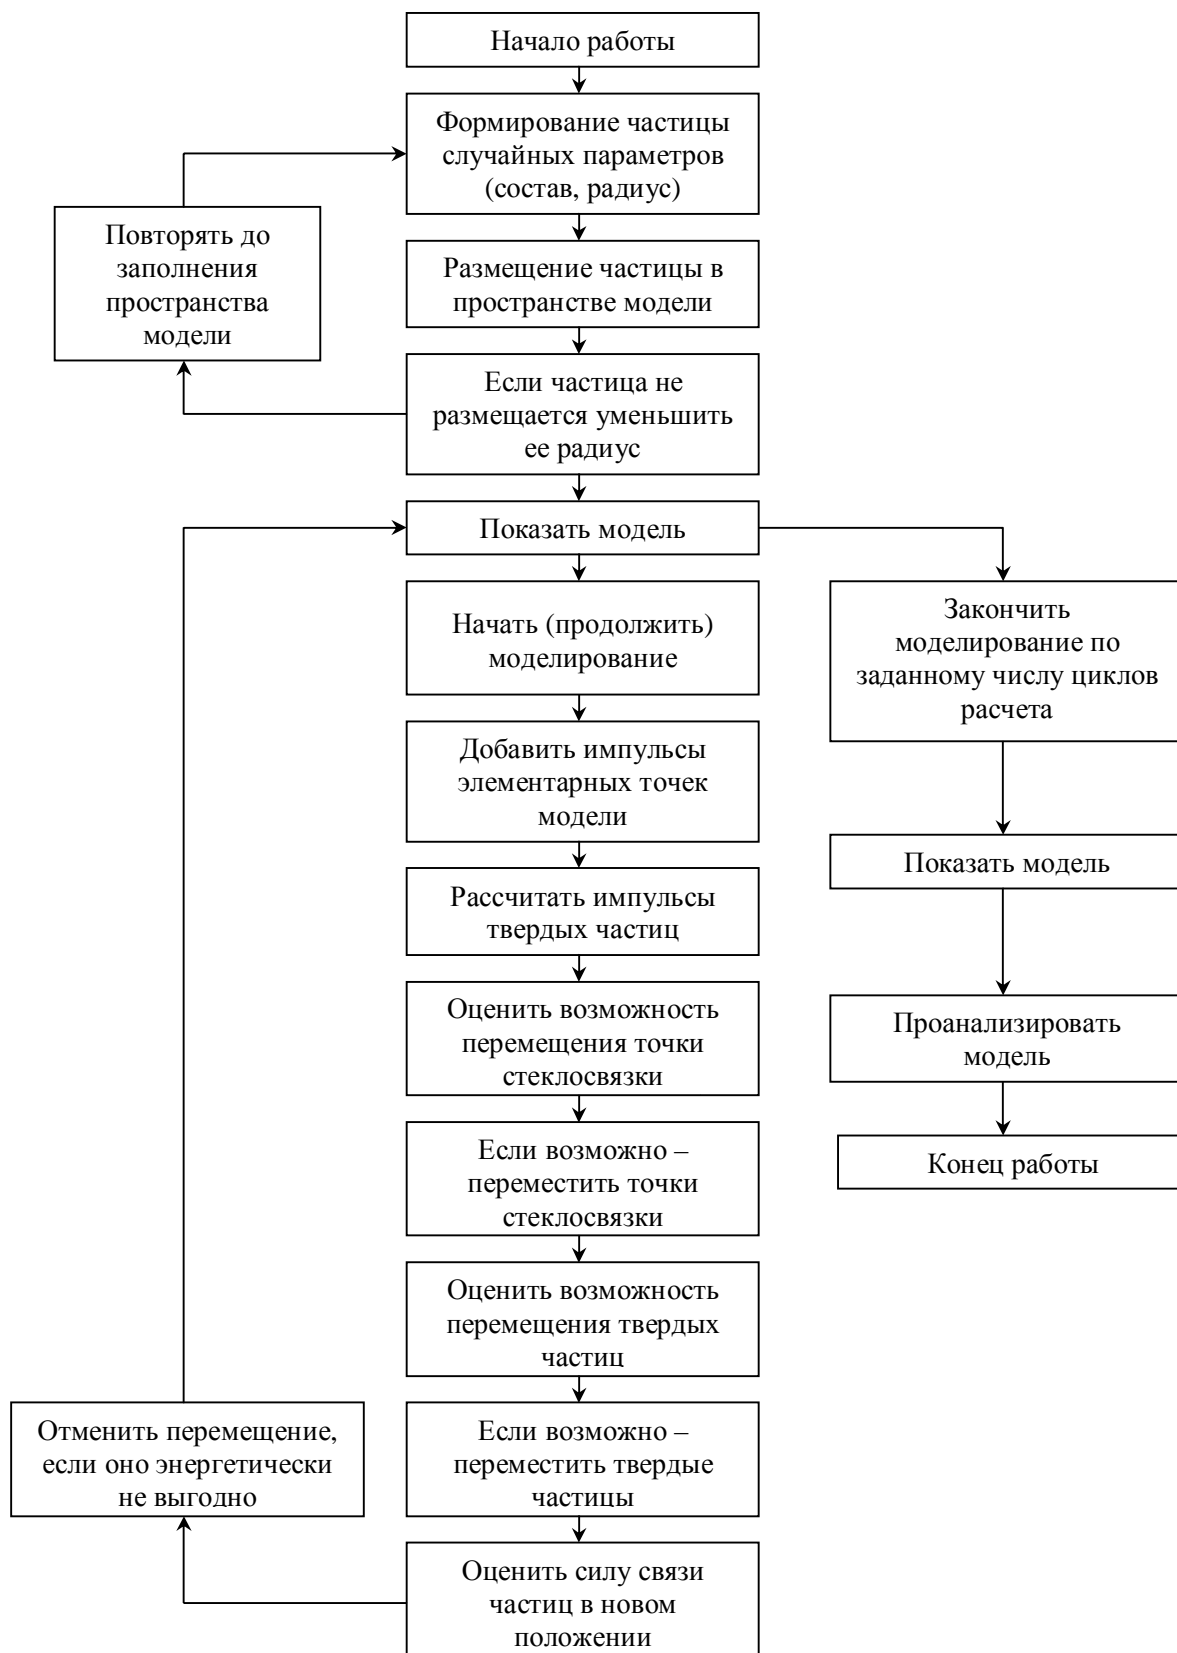 Начало работы
Формирование частицы
случайных параметров
(состав, радиус)
Повторять до
заполнения
пространства
модели
Размещение частицы в
пространстве модели
Если частица не
размещается уменьшить
ее радиус
Показать модель
Начать (продолжить)
моделирование
Закончить
моделирование по
заданному числу циклов
расчета
Добавить импульсы
элементарных точек
модели
Показать модель
Рассчитать импульсы
твердых частиц
Оценить возможность
перемещения точки
стеклосвязки
Проанализировать
модель
Если возможно –
переместить точки
стеклосвязки
Конец работы
Оценить возможность
перемещения твердых
частиц
Отменить перемещение,
если оно энергетически
не выгодно
Если возможно –
переместить твердые
частицы
Оценить силу связи
частиц в новом
положении